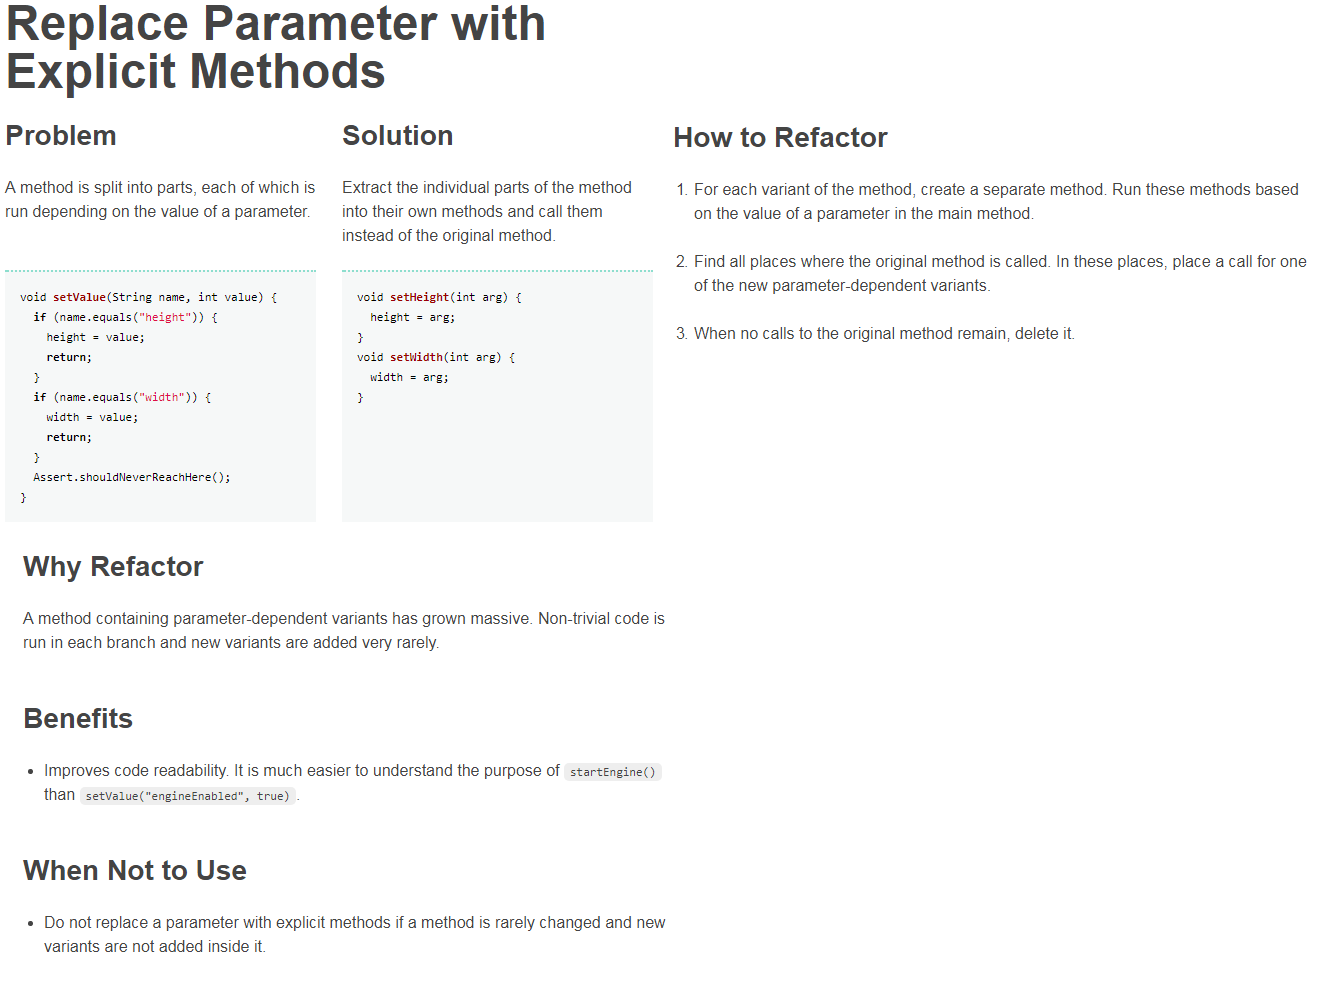 Replace Parameter with
Explicit Methods
Problem
A method is split into parts, each of which is
run depending on the value of a parameter.
void setValue(String name, int value) {
  if (name.equals("height")) {
    height = value;
    return;
  }
  if (name.equals("width")) {
    width = value;
    return;
  }
  Assert.shouldNeverReachHere();
}
Solution
Extract the individual parts of the method
into their own methods and call them
instead of the original method.
void setHeight(int arg) {
  height = arg;
}
void setWidth(int arg) {
  width = arg;
}
Why Refactor
A method containing parameter-dependent variants has grown massive. Non-trivial code is
run in each branch and new variants are added very rarely.
Benefits
• Improves code readability. It is much easier to understand the purpose of startEngine()
than setValue("engineEnabled", true).
When Not to Use
• Do not replace a parameter with explicit methods if a method is rarely changed and new
variants are not added inside it.
How to Refactor
1. For each variant of the method, create a separate method. Run these methods based
on the value of a parameter in the main method.
2. Find all places where the original method is called. In these places, place a call for one
of the new parameter-dependent variants.
3. When no calls to the original method remain, delete it.